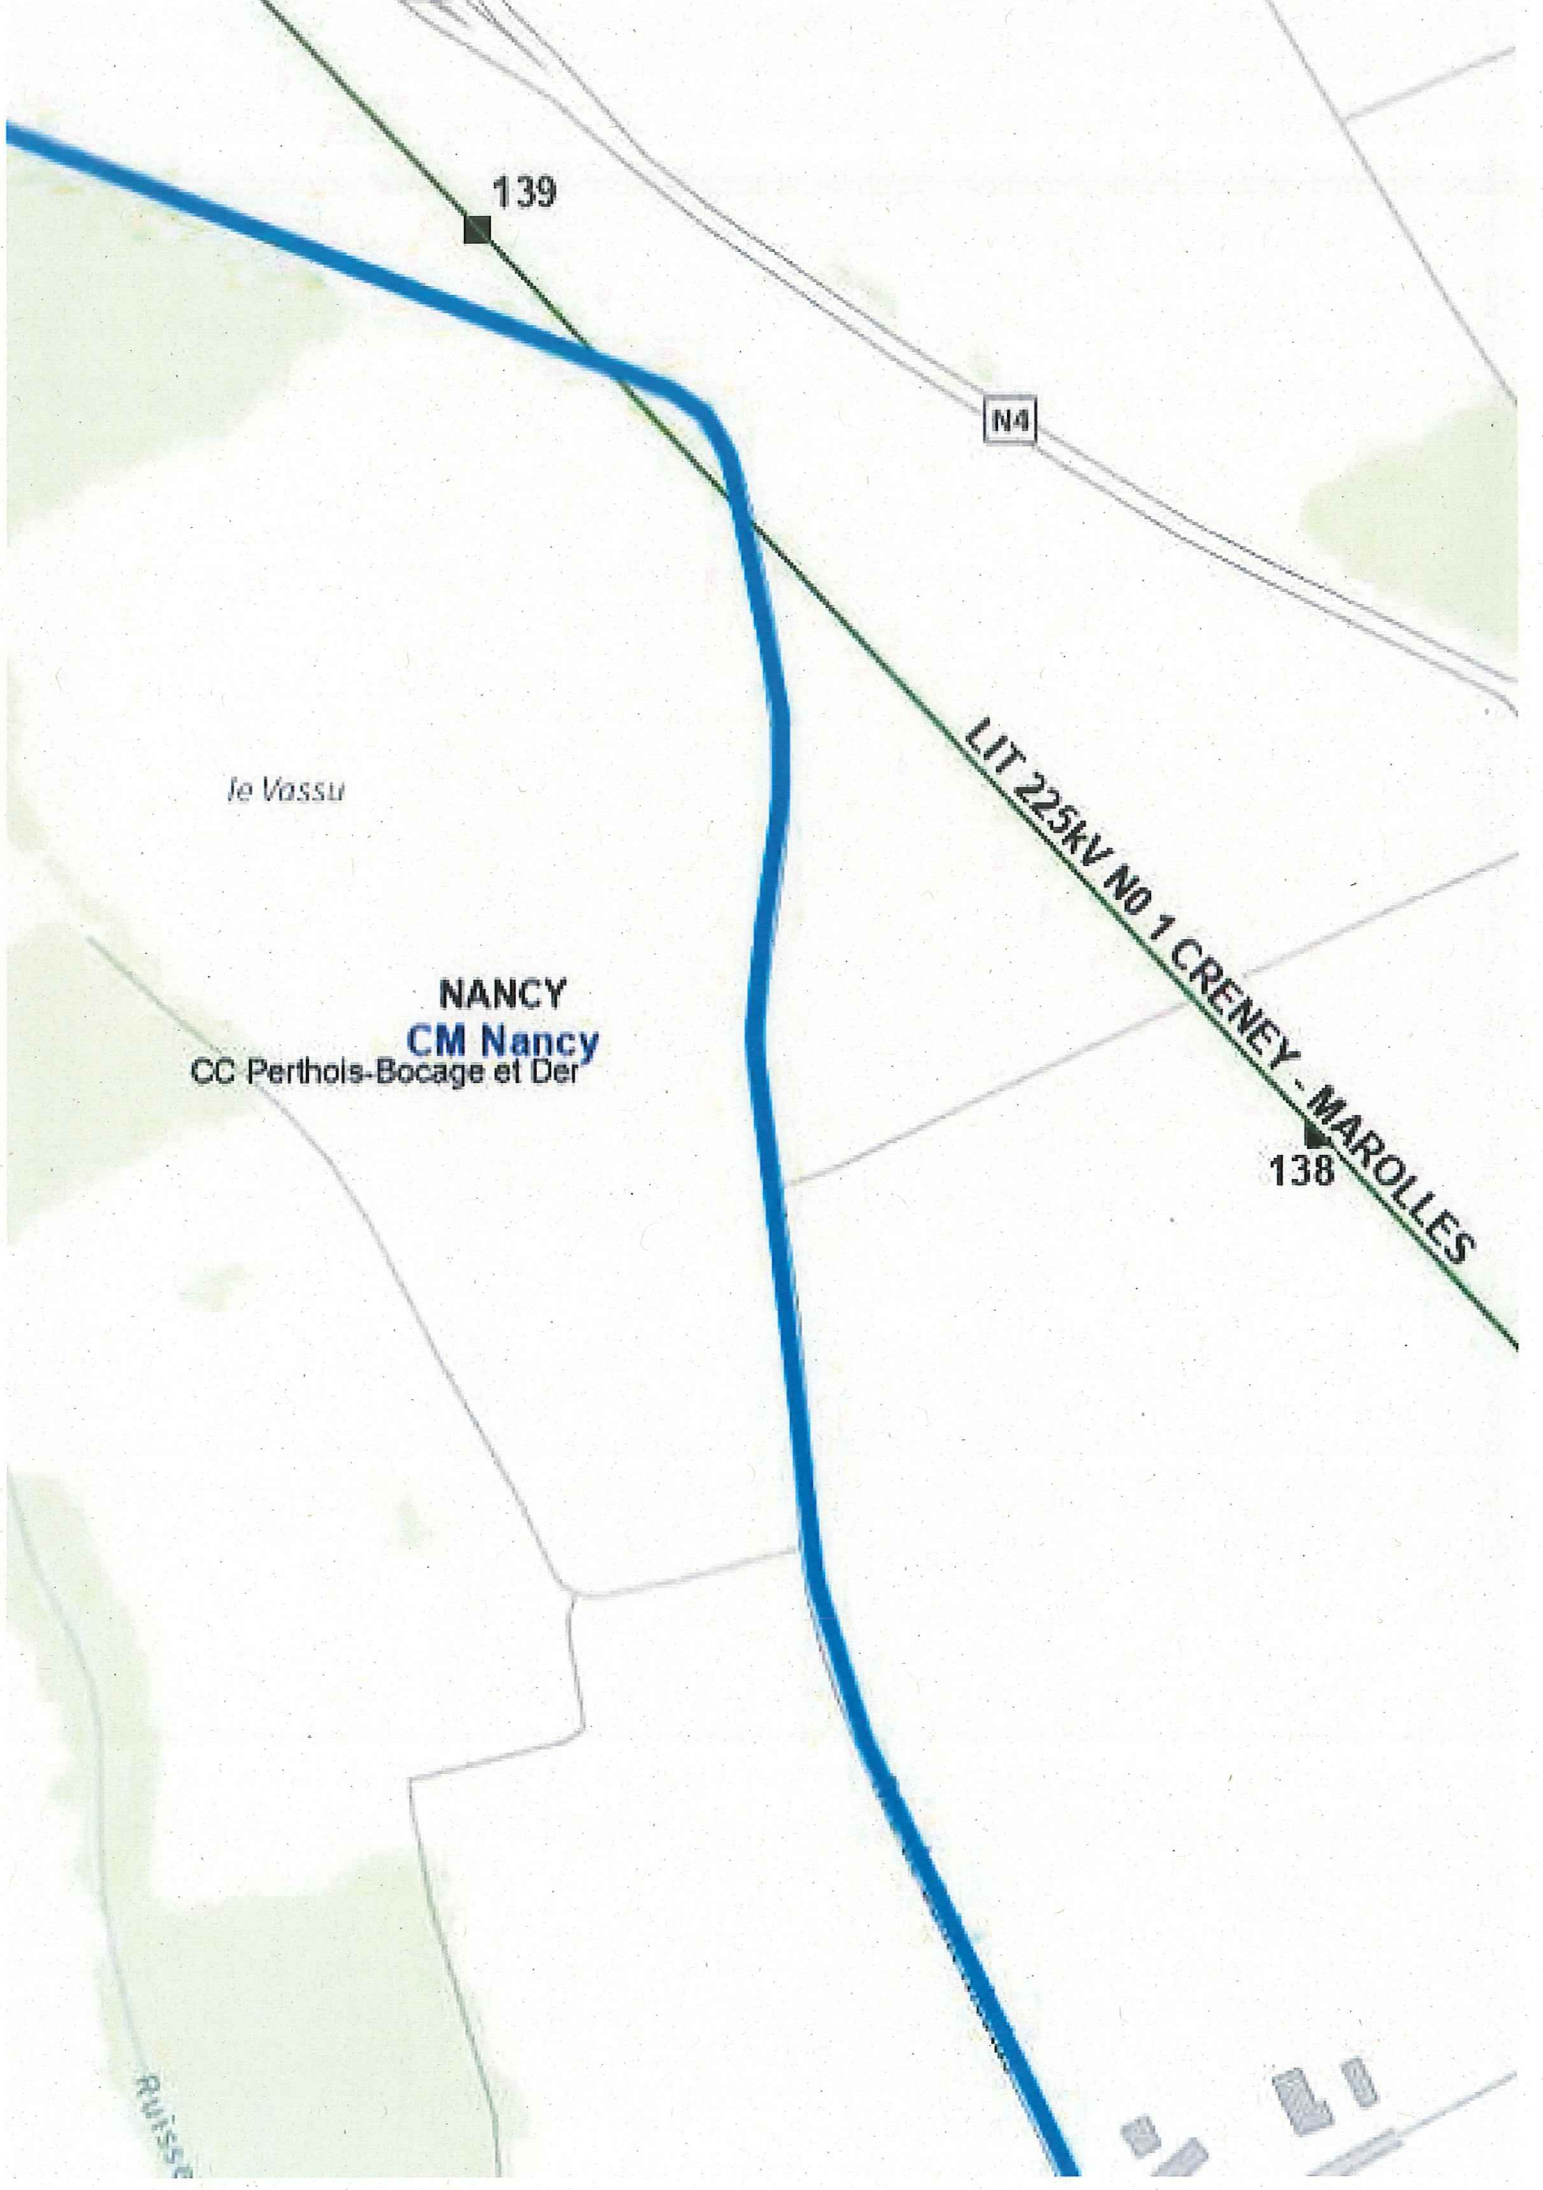 139
N4
LIT 225kV N0 1 CRENEY - MAROLLES
le Vassu
NANCY
CM Nancy
CC Perthois-Bocage et Der
138
Ruisse